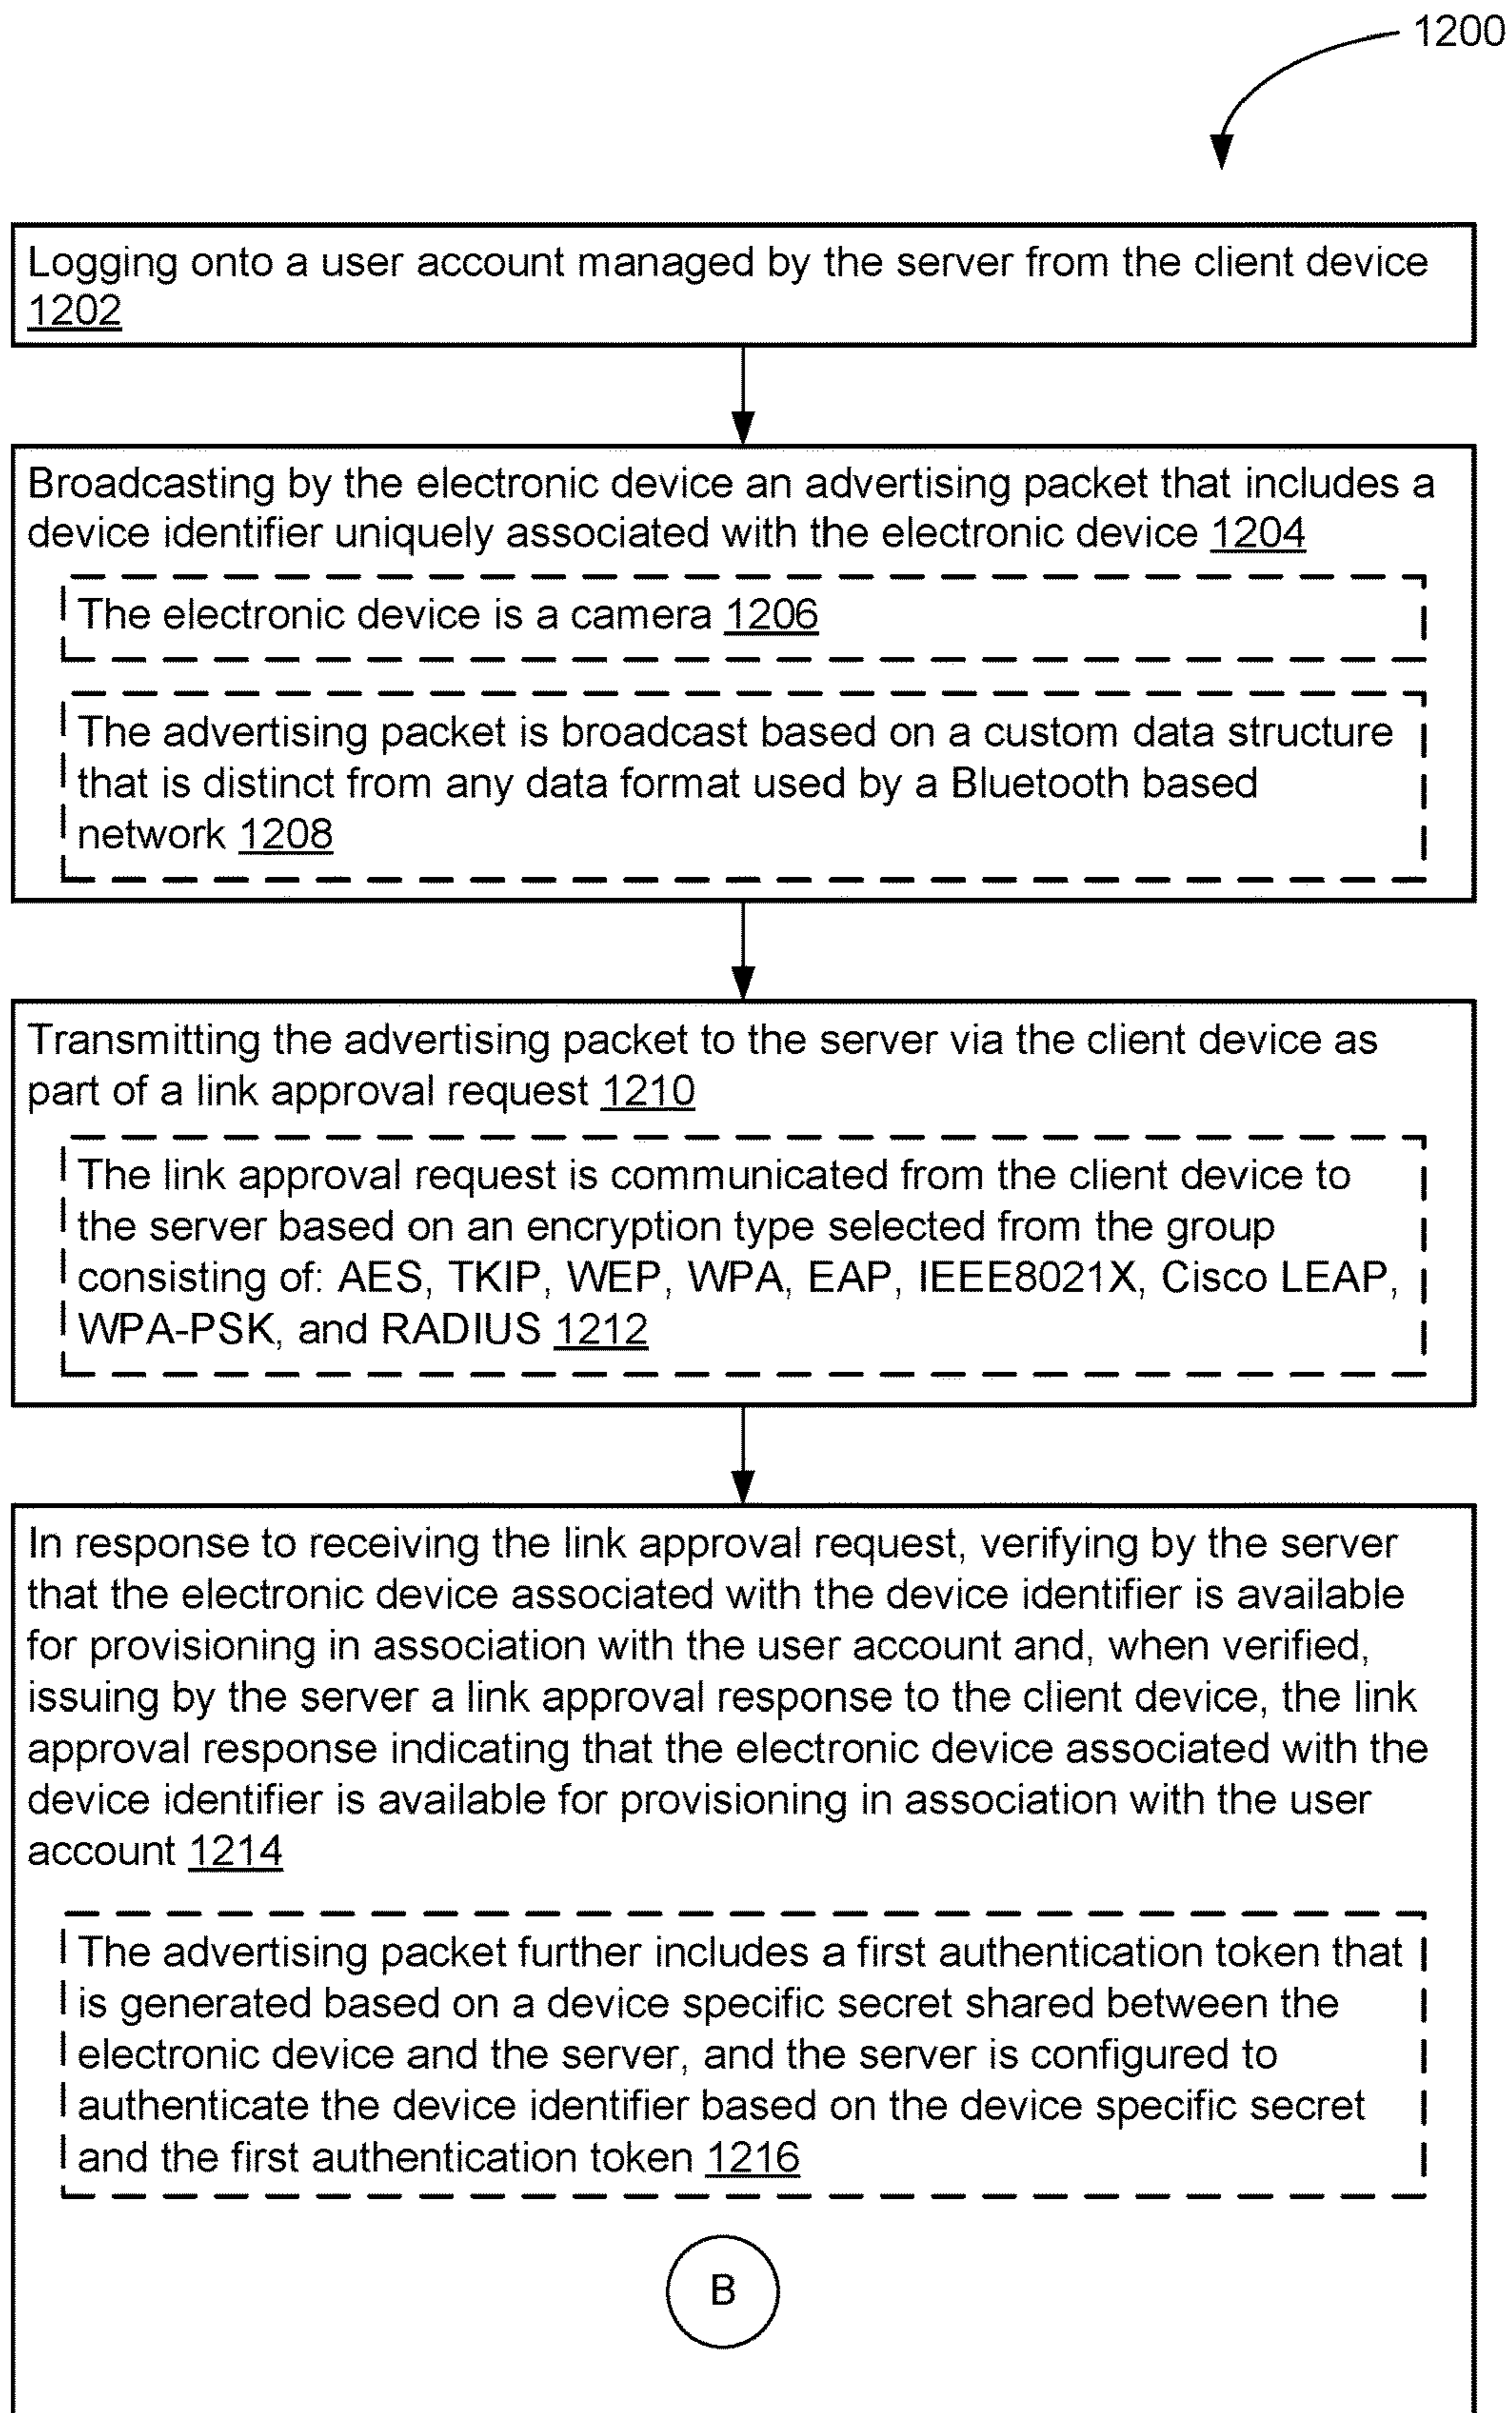 1200
Logging onto a user account managed by the server from the client device
1202
Broadcasting by the electronic device an advertising packet that includes a
device identifier uniquely associated with the electronic device 1204
The electronic device is a camera 1206
The advertising packet is broadcast based on a custom data structure
that is distinct from any data format used by a Bluetooth based
network 1208
Transmitting the advertising packet to the server via the client device as
part of a link approval request 1210
The link approval request is communicated from the client device to
the server based on an encryption type selected from the group
consisting of: AES, TKIP, WEP, WPA, EAP, IEEE8021X, Cisco LEAP,
WPA-PSK, and RADIUS 1212
In response to receiving the link approval request, verifying by the server
that the electronic device associated with the device identifier is available
for provisioning in association with the user account and, when verified,
issuing by the server a link approval response to the client device, the link
approval response indicating that the electronic device associated with the
device identifier is available for provisioning in association with the user
account 1214
The advertising packet further includes a first authentication token that
is generated based on a device specific secret shared between the
electronic device and the server, and the server is configured to
authenticate the device identifier based on the device specific secret
and the first authentication token 1216
B